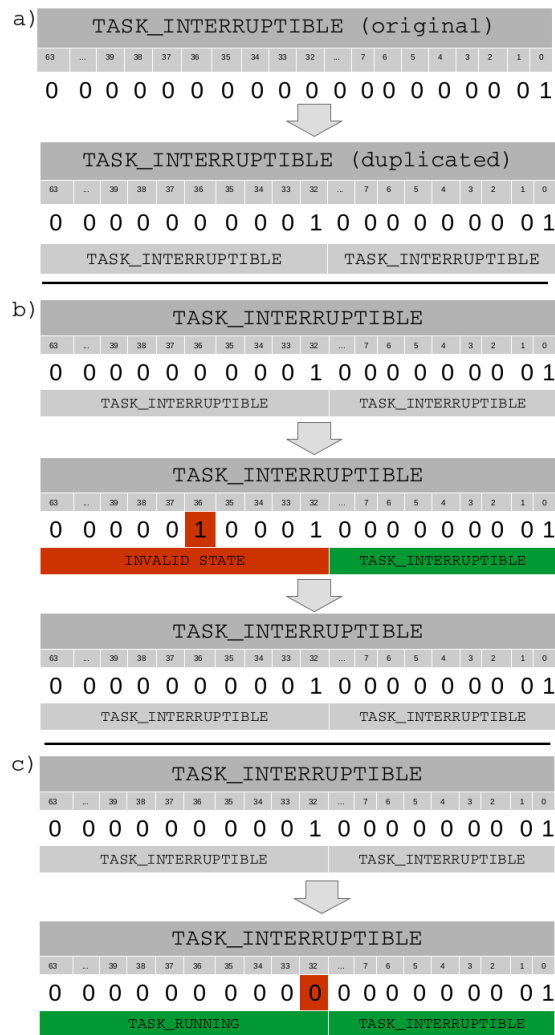 a)
TASK_INTERRUPTIBLE (original)
63 ... 39 38 37 36 35 34 33 32 ... 7 6 5 4 3 2 1 0
0 0 0 0 0 0 0 0 0 0 0 0 0 0 0 0 0 1
TASK_INTERRUPTIBLE (duplicated)
63 ... 39 38 37 36 35 34 33 32 ... 7 6 5 4 3 2 1 0
0 0 0 0 0 0 0 0 0 1 0 0 0 0 0 0 0 0 1
TASK_INTERRUPTIBLE TASK_INTERRUPTIBLE
b)
TASK_INTERRUPTIBLE
63 ... 39 38 37 36 35 34 33 32 ... 7 6 5 4 3 2 1 0
0 0 0 0 0 0 0 0 0 1 0 0 0 0 0 0 0 0 1
TASK_INTERRUPTIBLE TASK_INTERRUPTIBLE
TASK_INTERRUPTIBLE
63 ... 39 38 37 36 35 34 33 32 ... 7 6 5 4 3 2 1 0
0 0 0 0 0 1 0 0 0 1 0 0 0 0 0 0 0 0 1
INVALID STATE TASK_INTERRUPTIBLE
TASK_INTERRUPTIBLE
63 ... 39 38 37 36 35 34 33 32 ... 7 6 5 4 3 2 1 0
0 0 0 0 0 0 0 0 0 1 0 0 0 0 0 0 0 0 1
TASK_INTERRUPTIBLE TASK_INTERRUPTIBLE
c)
TASK_INTERRUPTIBLE
63 ... 39 38 37 36 35 34 33 32 ... 7 6 5 4 3 2 1 0
0 0 0 0 0 0 0 0 0 1 0 0 0 0 0 0 0 0 1
TASK_INTERRUPTIBLE TASK_INTERRUPTIBLE
TASK_INTERRUPTIBLE
63 ... 39 38 37 36 35 34 33 32 ... 7 6 5 4 3 2 1 0
0 0 0 0 0 0 0 0 0 0 0 0 0 0 0 0 0 0 1
TASK_RUNNING TASK_INTERRUPTIBLE